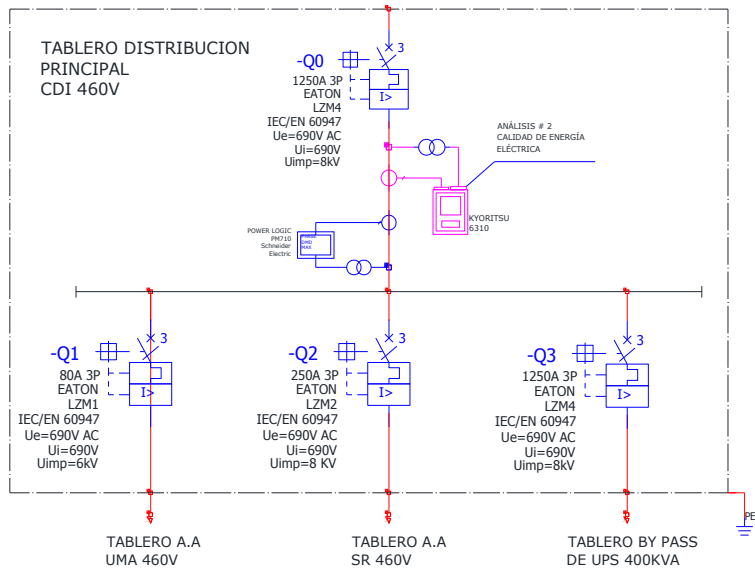 TABLERO DISTRIBUCION
PRINCIPAL
CDI 460V
-Q0
3
1250A 3P
EATON
LZM4
IEC/EN 60947
Ue=690V AC
Ui=690V
Uimp=8kV
I>
ANÁLISIS # 2
CALIDAD DE ENERGÍA
ELÉCTRICA
KYORITSU
6310
POWER LOGIC
PM710
Schneider
Electric
DMD
MAX
-Q1
3
80A 3P
EATON
LZM1
IEC/EN 60947
Ue=690V AC
Ui=690V
Uimp=6kV
I>
-Q2
3
250A 3P
EATON
LZM2
IEC/EN 60947
Ue=690V AC
Ui=690V
Uimp=8 KV
I>
-Q3
3
1250A 3P
EATON
LZM4
IEC/EN 60947
Ue=690V AC
Ui=690V
Uimp=8kV
I>
PE
TABLERO A.A
UMA 460V
TABLERO A.A
SR 460V
TABLERO BY PASS
DE UPS 400KVA